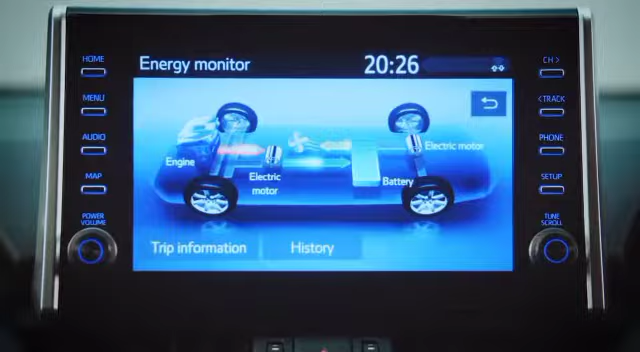 Energy monitor 20:26
HOME
MENU
AUDIO
MAP
POWER
VOLUME
Engine
Electric
motor
Battery
Electric motor
Trip information
History
CH >
< TRACK
PHONE
SETUP
TUNE
SCROLL